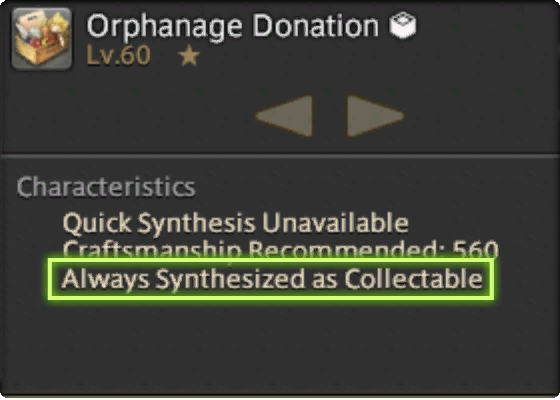 Orphanage Donation
Lv.60 ★
Characteristics
Quick Synthesis Unavailable
Craftsmanship Recommended: 560
Always Synthesized as Collectable